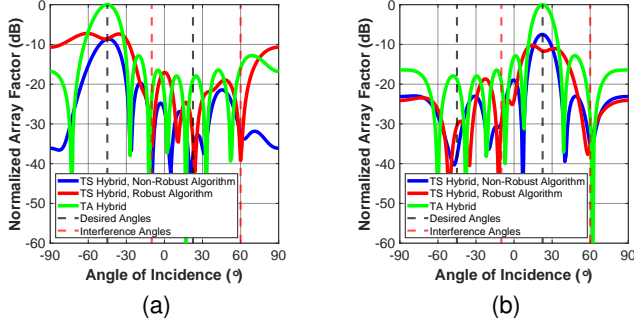 Normalized Array Factor (dB)
0
-10
-20
-30
-40
-50
-60
TS Hybrid, Non-Robust Algorithm
TS Hybrid, Robust Algorithm
TA Hybrid
Desired Angles
Interference Angles
-90 -60 -30 0 30 60 90
Angle of Incidence (°)
(a)
Normalized Array Factor (dB)
0
-10
-20
-30
-40
-50
-60
TS Hybrid, Non-Robust Algorithm
TS Hybrid, Robust Algorithm
TA Hybrid
Desired Angles
Interference Angles
-90 -60 -30 0 30 60 90
Angle of Incidence (°)
(b)